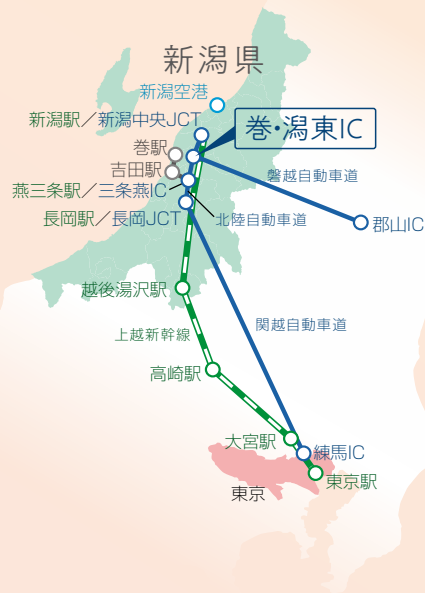 新潟県
新潟空港
新潟駅／新潟中央JCT
巻・潟東IC
巻駅
吉田駅
磐越自動車道
燕三条駅／三条燕IC
長岡駅／長岡JCT
北陸自動車道
郡山IC
越後湯沢駅
関越自動車道
上越新幹線
高崎駅
大宮駅
練馬IC
東京駅
東京